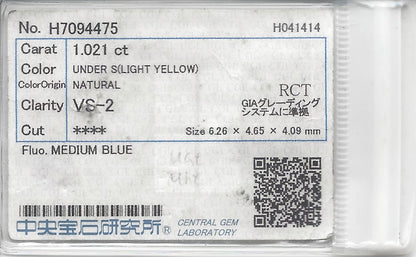 No. H7094475 H041414
Carat 1.021 ct
Color UNDER S(LIGHT YELLOW)
ColorOrigin NATURAL
Clarity VS-2
RCT
GIAグレーディング
システムに準拠
Cut **** Size 6.26 × 4.65 × 4.09 mm
Fluo. MEDIUM BLUE
中央宝石研究所® CENTRAL GEM
LABORATORY